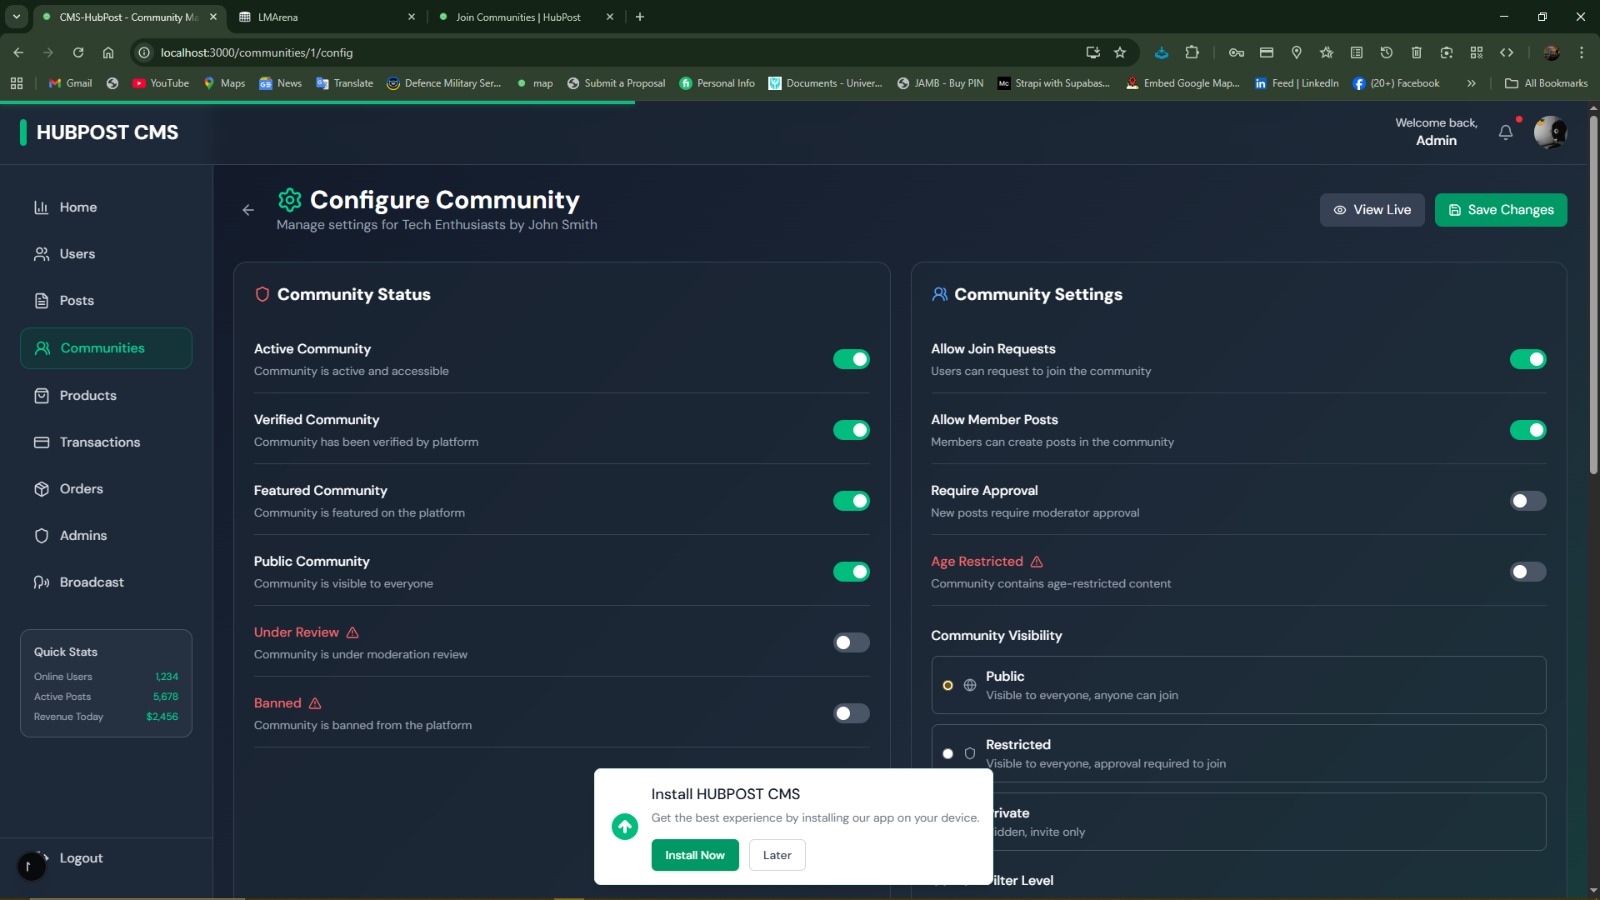 CMS-HubPost - Community Ma
LMArena
Join Communities | HubPost
localhost:3000/communities/1/config
Gmail
YouTube
Maps
News
Translate
Defence Military Ser...
map
Submit a Proposal
Personal Info
Documents - Univer...
JAMB - Buy PIN
Strapi with Supabas...
Embed Google Map...
Feed | LinkedIn
(20+) Facebook
All Bookmarks
HUBPOST CMS
Welcome back,
Admin
Home
Users
Posts
Communities
Products
Transactions
Orders
Admins
Broadcast
Quick Stats
Online Users 1,234
Active Posts 5,678
Revenue Today $2,456
Logout
Configure Community
Manage settings for Tech Enthusiasts by John Smith
View Live
Save Changes
Community Status
Active Community
Community is active and accessible
Verified Community
Community has been verified by platform
Featured Community
Community is featured on the platform
Public Community
Community is visible to everyone
Under Review
Community is under moderation review
Banned
Community is banned from the platform
Community Settings
Allow Join Requests
Users can request to join the community
Allow Member Posts
Members can create posts in the community
Require Approval
New posts require moderator approval
Age Restricted
Community contains age-restricted content
Community Visibility
Public
Visible to everyone, anyone can join
Restricted
Visible to everyone, approval required to join
rivate
idden, invite only
ilter Level
Install HUBPOST CMS
Get the best experience by installing our app on your device.
Install Now
Later